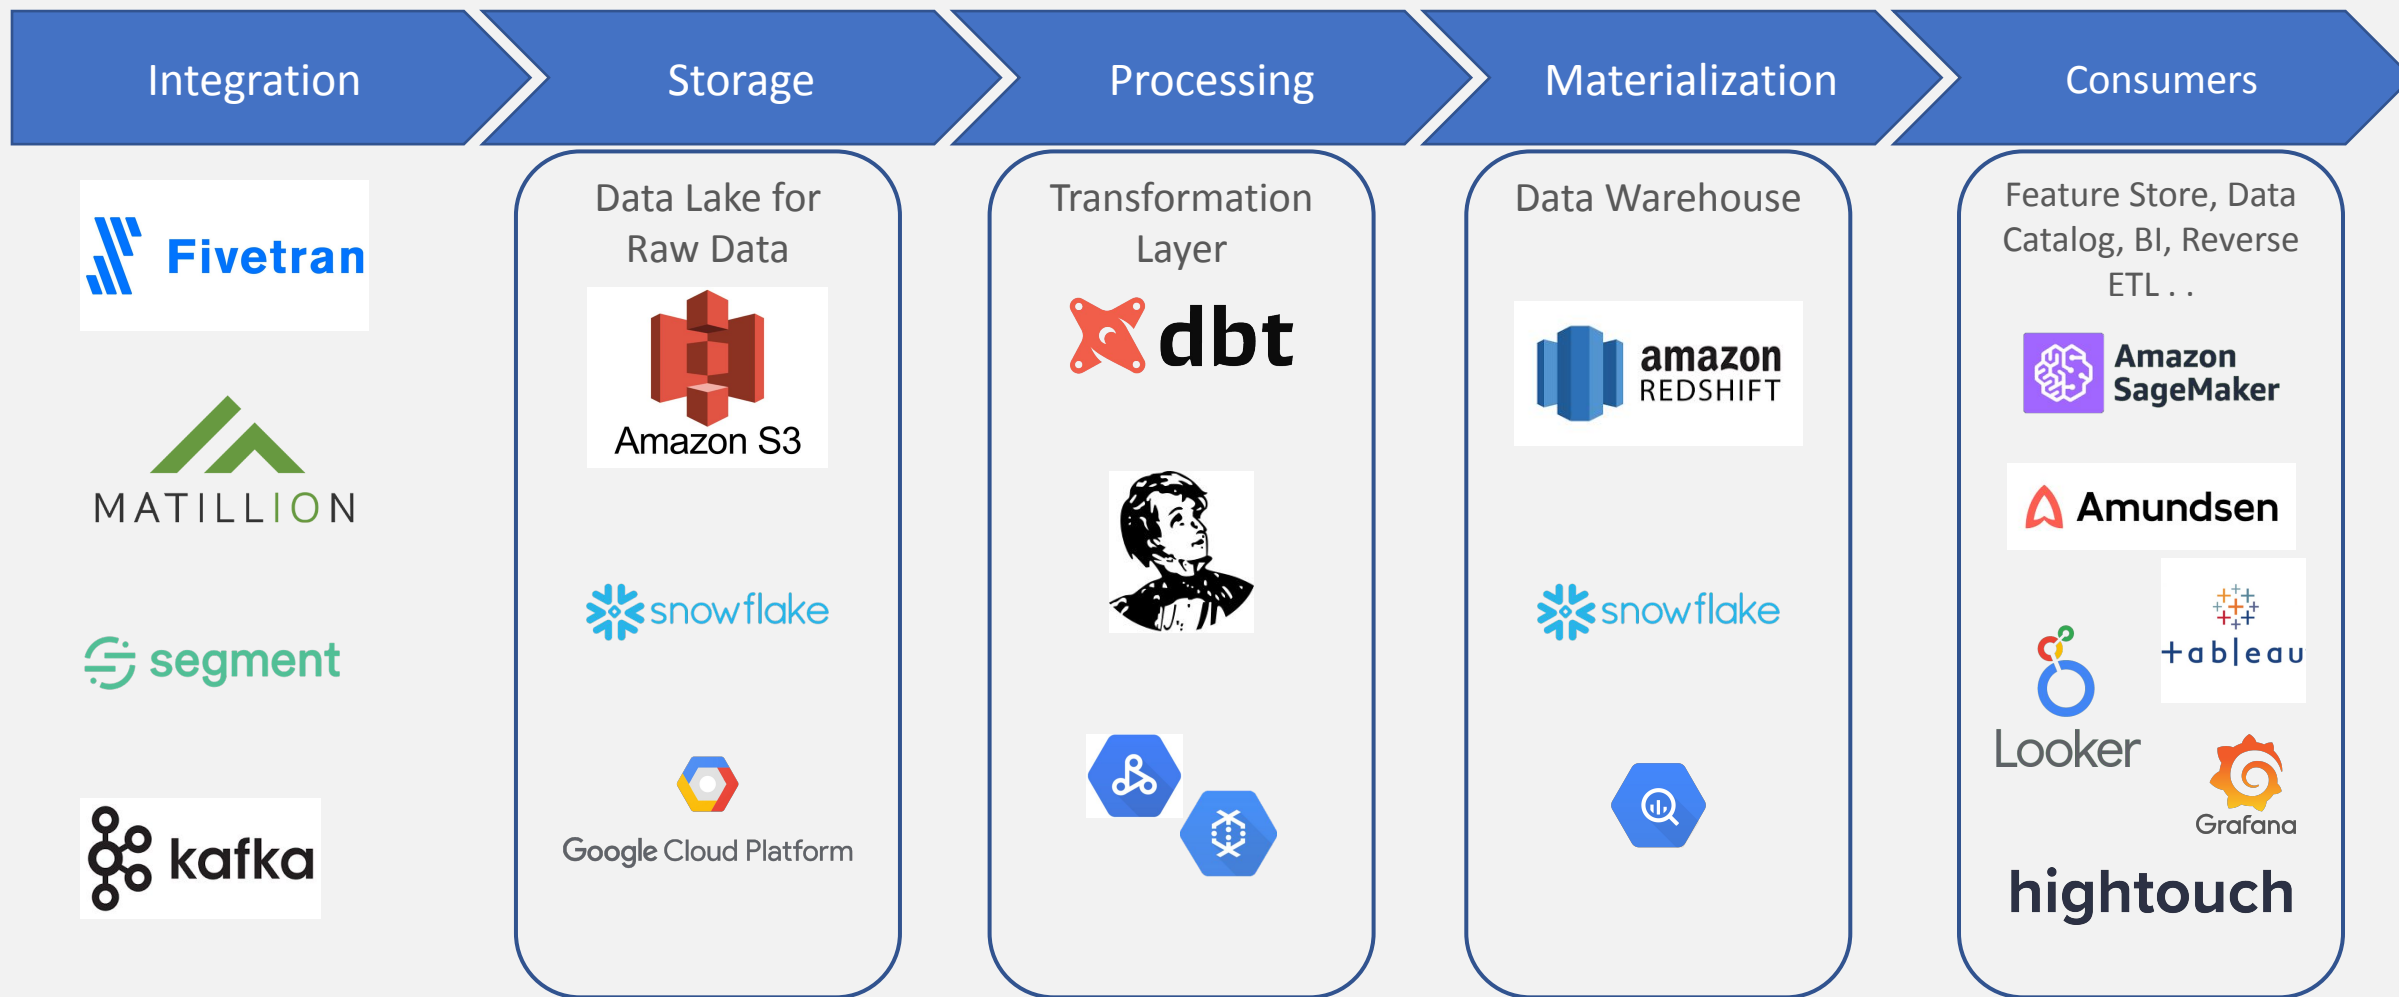 Integration
Storage
Processing
Materialization
Consumers
Fivetran
MATILLION
segment
kafka
Data Lake for
Raw Data
Amazon S3
snowflake
Google Cloud Platform
Transformation
Layer
dbt
Data Warehouse
amazon
REDSHIFT
snowflake
Feature Store, Data
Catalog, BI, Reverse
ETL . .
Amazon
SageMaker
Amundsen
+ableau
Looker
Grafana
hightouch